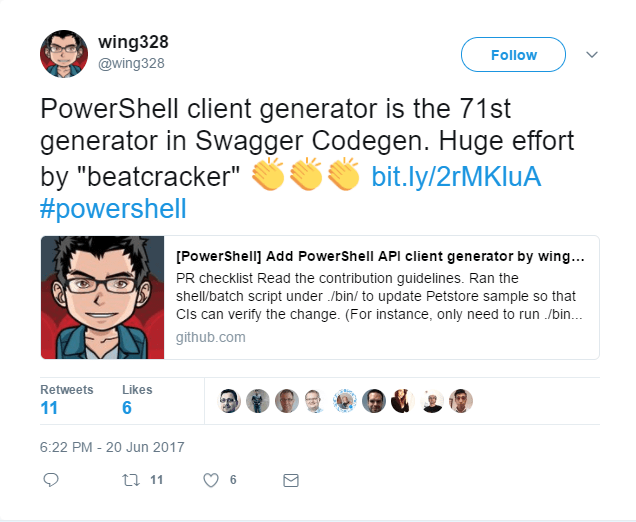 wing328
@wing328
Follow
PowerShell client generator is the 71st
generator in Swagger Codegen. Huge effort
by "beatcracker" 👏👏👏 bit.ly/2rMKluA
#powershell
[PowerShell] Add PowerShell API client generator by wing...
PR checklist Read the contribution guidelines. Ran the
shell/batch script under ./bin/ to update Petstore sample so that
CIs can verify the change. (For instance, only need to run ./bin...
github.com
Retweets Likes
11 6
6:22 PM - 20 Jun 2017
11 6